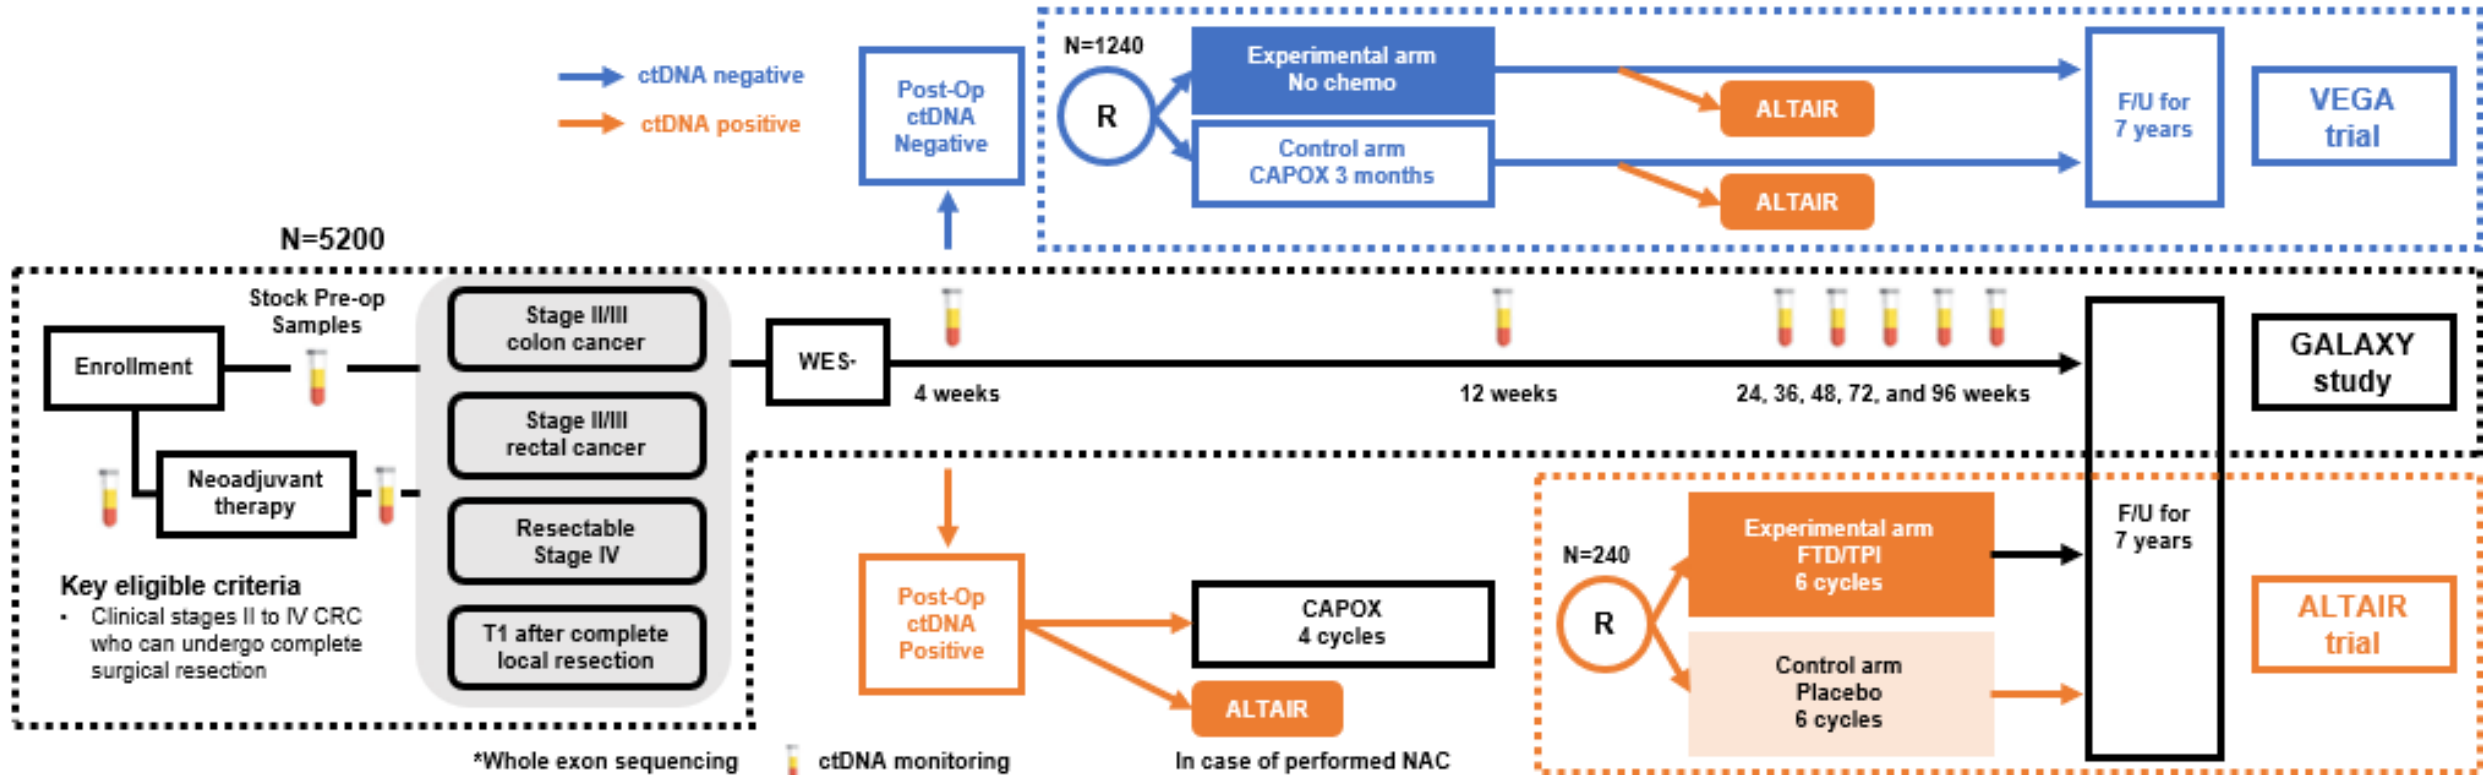 ctDNA negative
ctDNA positive
Post-Op
ctDNA
Negative
N=1240
R
Experimental arm
No chemo
Control arm
CAPOX 3 months
ALTAIR
ALTAIR
F/U for
7 years
VEGA
trial
N=5200
Enrollment
Stock Pre-op
Samples
Neoadjuvant
therapy
Key eligible criteria
• Clinical stages II to IV CRC
who can undergo complete
surgical resection
Stage II/III
colon cancer
Stage II/III
rectal cancer
Resectable
Stage IV
T1 after complete
local resection
WES-
4 weeks
12 weeks
24, 36, 48, 72, and 96 weeks
GALAXY
study
Post-Op
ctDNA
Positive
CAPOX
4 cycles
ALTAIR
N=240
R
Experimental arm
FTD/TPI
6 cycles
Control arm
Placebo
6 cycles
F/U for
7 years
ALTAIR
trial
*Whole exon sequencing
ctDNA monitoring
In case of performed NAC